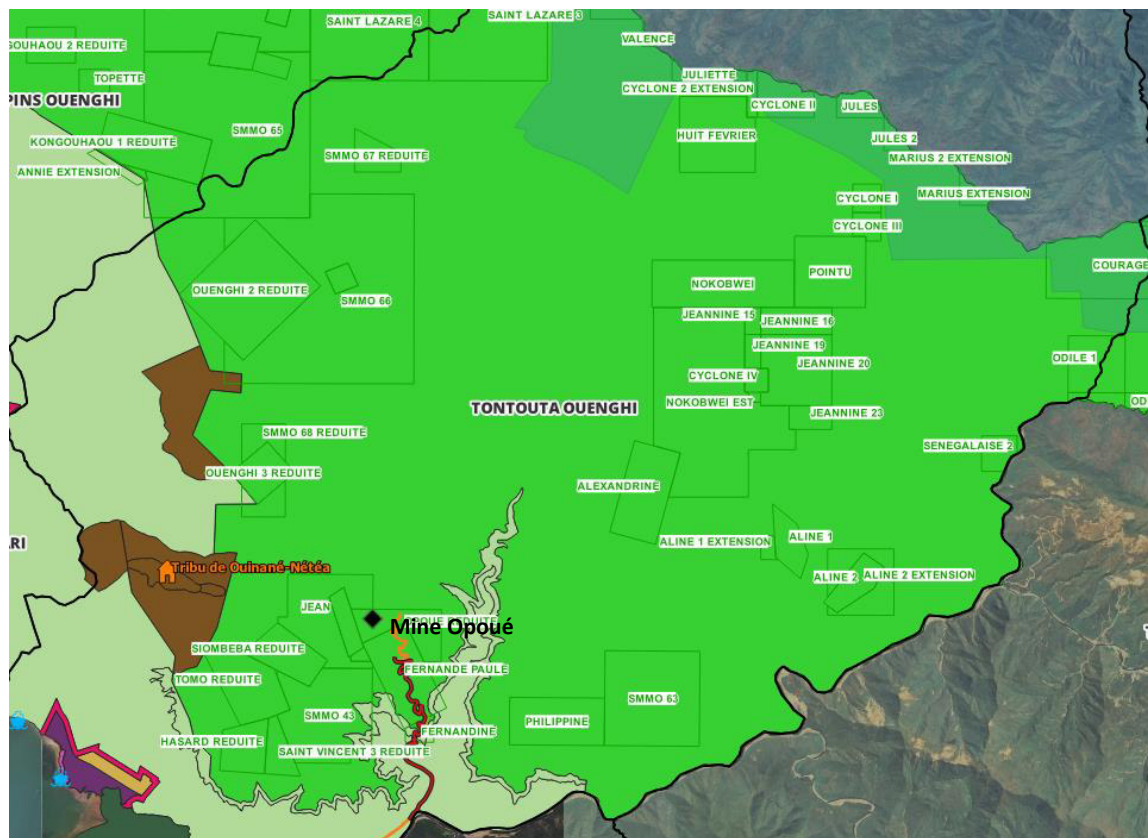 SAINT LAZARE 4
SAINT LAZARE 3
VALENCE
GOUHAOU 2 REDUITE
TOPETTE
JULIETTE
CYCLONE 2 EXTENSION
PINS OUENGHI
CYCLONE II
JULES
SMMO 65
HUIT FEVRIER
KONGOUHAOU 1 REDUITE
JULES 2
SMMO 67 REDUITE
MARIUS 2 EXTENSION
ANNIE EXTENSION
MARIUS EXTENSION
CYCLONE I
CYCLONE III
COURAGE
POINTU
NOKOBWEI
OUENGHI 2 REDUITE
SMMO 66
JEANNINE 15
JEANNINE 16
JEANNINE 19
ODILE 1
JEANNINE 20
CYCLONE IV
OD
NOKOBWEI EST
TONTOUTA OUENGHI
JEANNINE 23
SMMO 68 REDUITE
SENEGALAISE 2
OUENGHI 3 REDUITE
ALEXANDRINE
ARI
ALINE 1 EXTENSION
ALINE 1
Tribu de Ouinané-Nétéa
ALINE 2
ALINE 2 EXTENSION
JEAN
OPOUE REDUITE
Mine Opoué
SIOMBEBA REDUITE
FERNANDE PAULE
TOMO REDUITE
SMMO 63
SMMO 43
PHILIPPINE
FERNANDINE
HASARD REDUITE
SAINT VINCENT 3 REDUITE